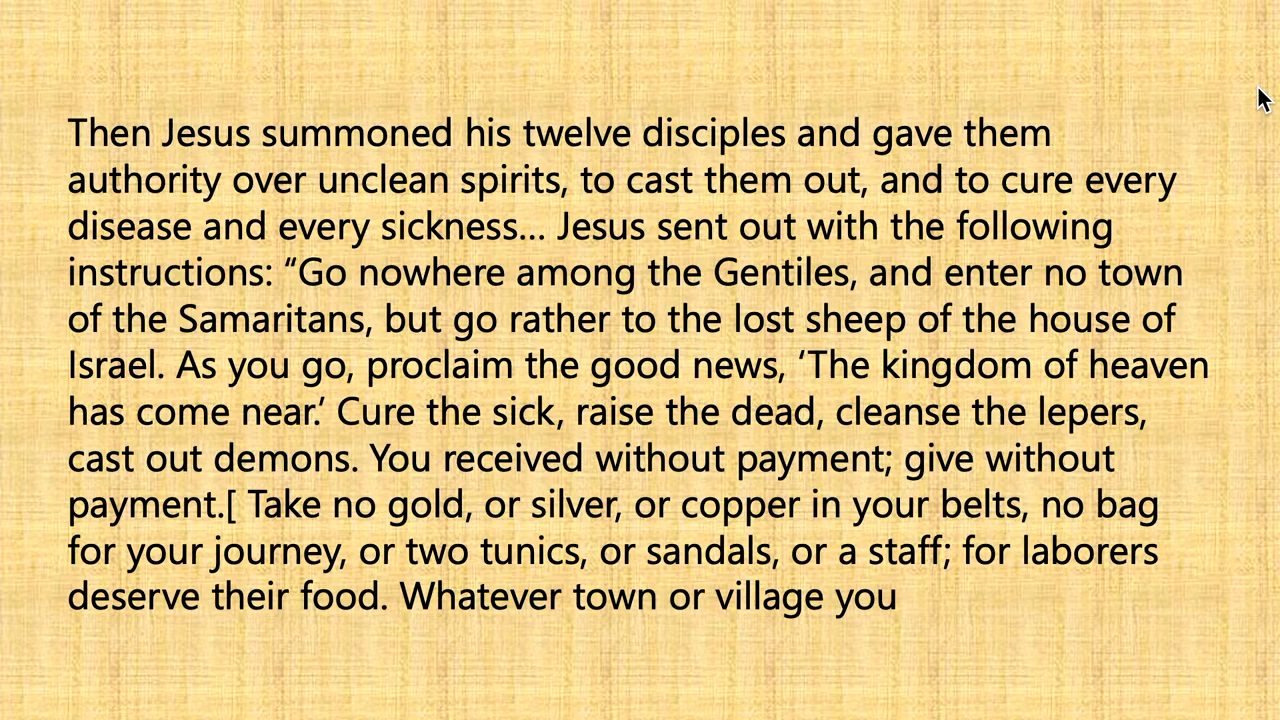 Then Jesus summoned his twelve disciples and gave them
authority over unclean spirits, to cast them out, and to cure every
disease and every sickness… Jesus sent out with the following
instructions: “Go nowhere among the Gentiles, and enter no town
of the Samaritans, but go rather to the lost sheep of the house of
Israel. As you go, proclaim the good news, ‘The kingdom of heaven
has come near.’ Cure the sick, raise the dead, cleanse the lepers,
cast out demons. You received without payment; give without
payment.[ Take no gold, or silver, or copper in your belts, no bag
for your journey, or two tunics, or sandals, or a staff; for laborers
deserve their food. Whatever town or village you